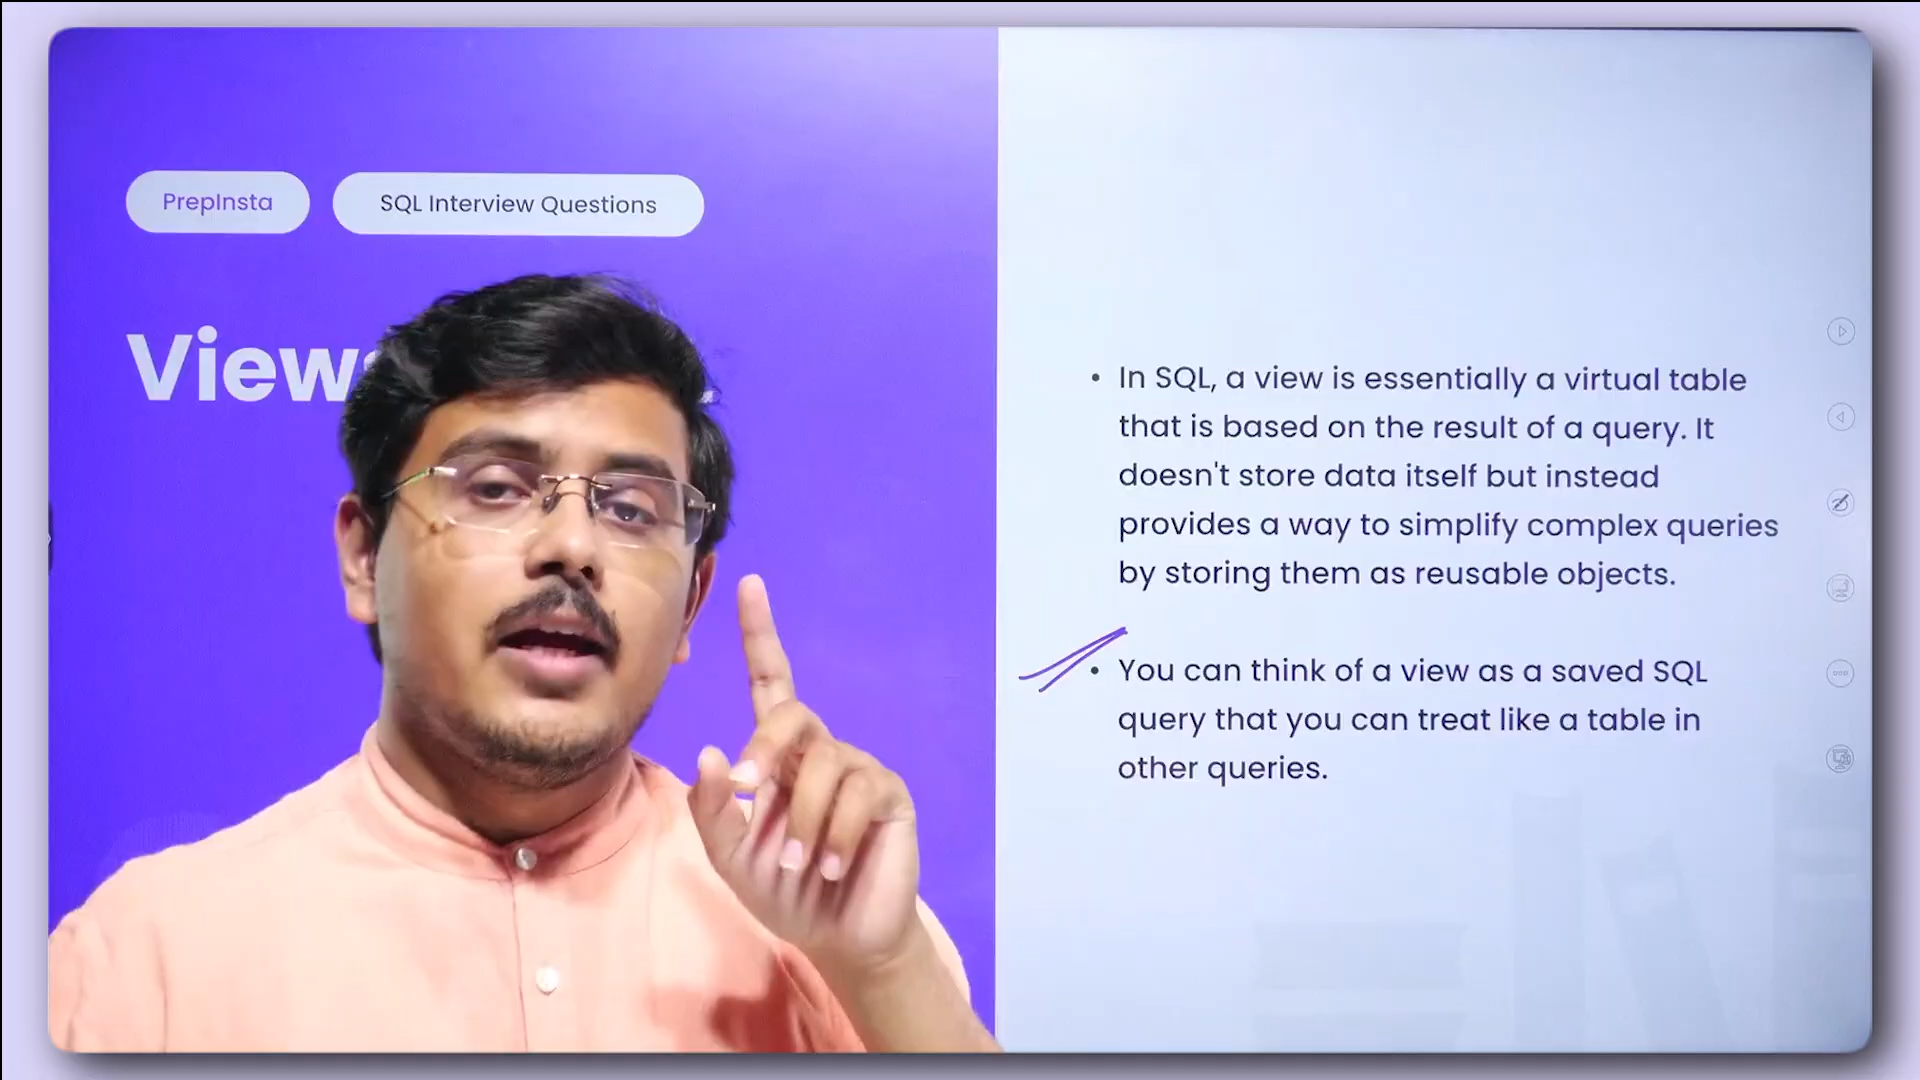 PrepInsta
SQL Interview Questions
• In SQL, a view is essentially a virtual table
that is based on the result of a query. It
doesn't store data itself but instead
provides a way to simplify complex queries
by storing them as reusable objects.
• You can think of a view as a saved SQL
query that you can treat like a table in
other queries.